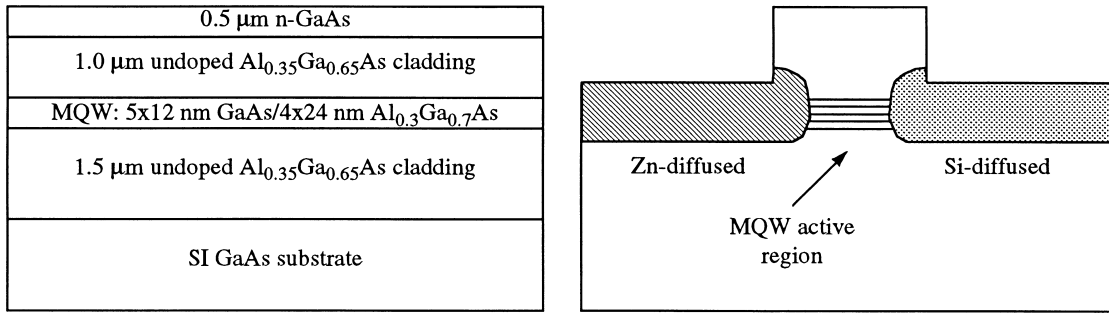 0.5 μm n-GaAs
1.0 μm undoped Al0.35Ga0.65As cladding
MQW: 5x12 nm GaAs/4x24 nm Al0.3Ga0.7As
1.5 μm undoped Al0.35Ga0.65As cladding
SI GaAs substrate
Zn-diffused
Si-diffused
MQW active
region